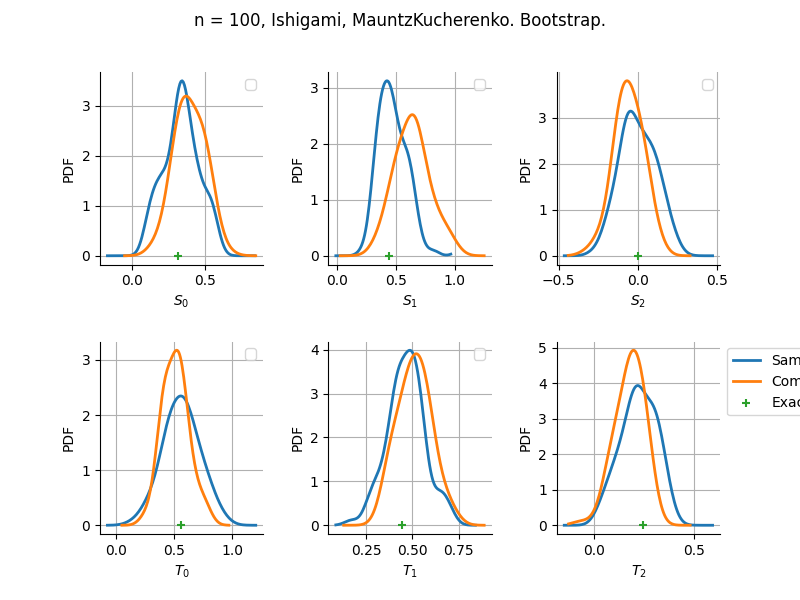 n = 100, Ishigami, MauntzKucherenko. Bootstrap.
PDF
3
2
1
0
0.0 0.5
S₀
PDF
3
2
1
0
0.0 0.5 1.0
S₁
PDF
3
2
1
0
−0.5 0.0 0.5
S₂
PDF
3
2
1
0
0.0 0.5 1.0
T₀
PDF
4
3
2
1
0
0.25 0.50 0.75
T₁
PDF
5
4
3
2
1
0
0.0 0.5
T₂
Sam
Com
Exac